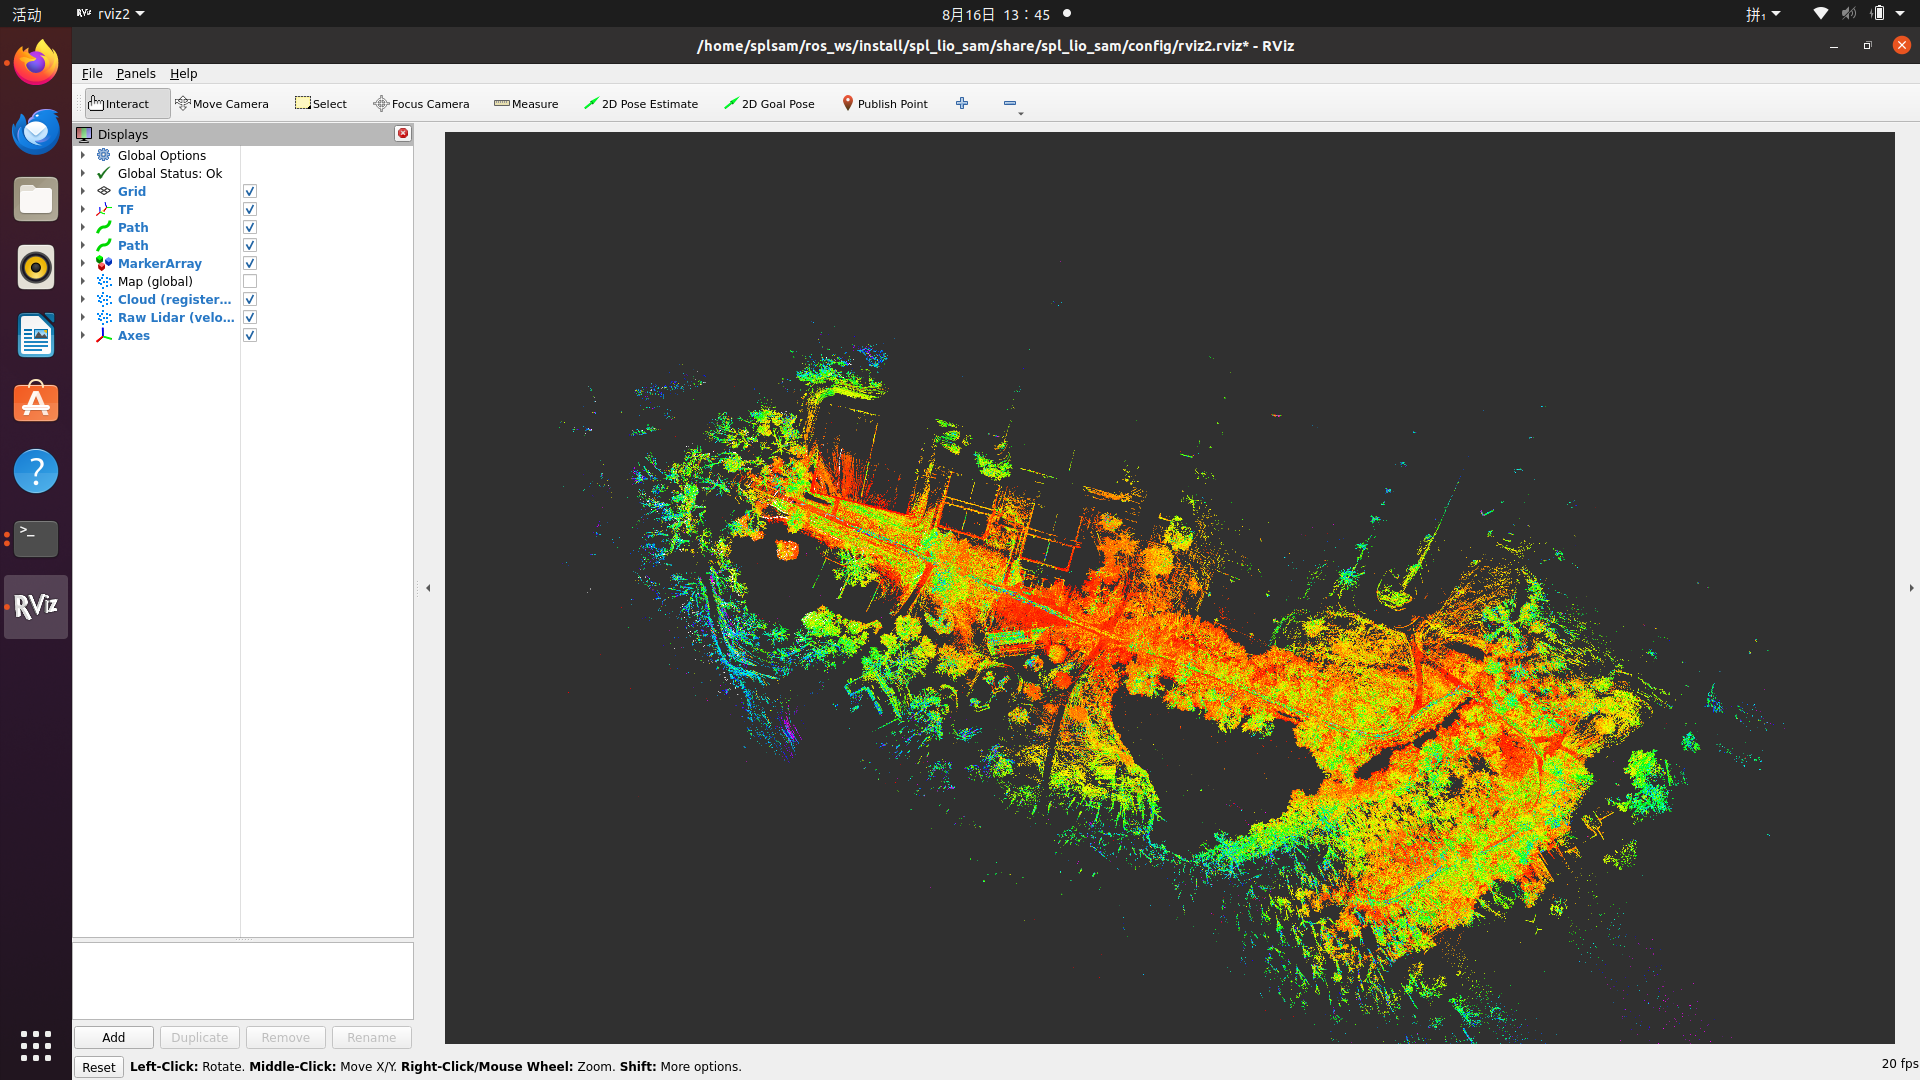 活动
RViz rviz2
8月16日 13：45
拼₁
/home/splsam/ros_ws/install/spl_lio_sam/share/spl_lio_sam/config/rviz2.rviz* - RViz
File Panels Help
Interact Move Camera Select Focus Camera Measure 2D Pose Estimate 2D Goal Pose Publish Point
Displays
Global Options
Global Status: Ok
Grid
TF
Path
Path
MarkerArray
Map (global)
Cloud (register...
Raw Lidar (velo...
Axes
>_
RViz
Add Duplicate Remove Rename
Reset Left-Click: Rotate. Middle-Click: Move X/Y. Right-Click/Mouse Wheel: Zoom. Shift: More options.
20 fps